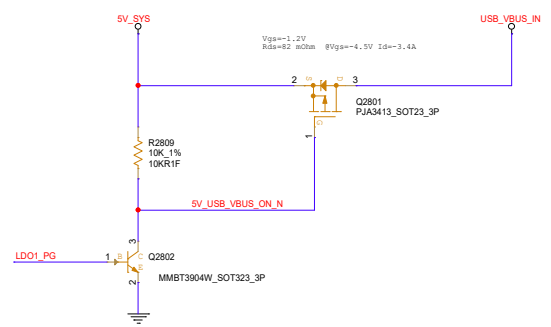 5V_SYS
USB_VBUS_IN
Vgs=-1.2V
Rds=82 mOhm @Vgs=-4.5V Id=-3.4A
2
S
D
3
Q2801
PJA3413_SOT23_3P
G
1
R2809
10K_1%
10KR1F
5V_USB_VBUS_ON_N
3
LDO1_PG
1
B
C
E
Q2802
2
MMBT3904W_SOT323_3P